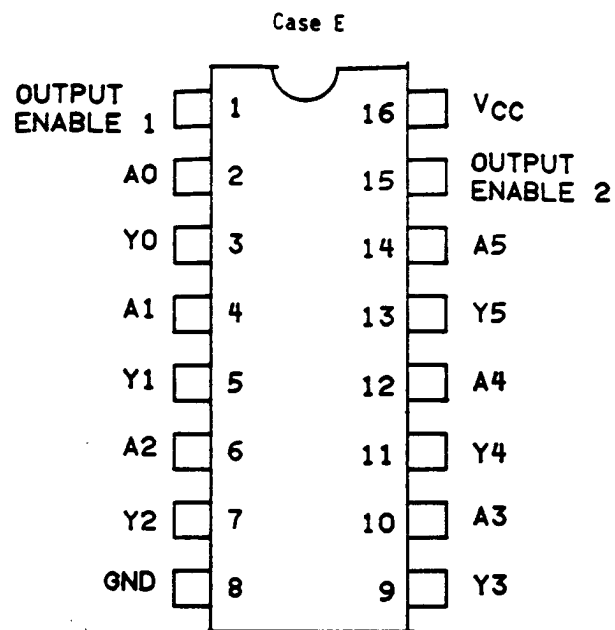 Case E
OUTPUT
ENABLE 1
1
16
VCC
A0
2
15
OUTPUT
ENABLE 2
Y0
3
14
A5
A1
4
13
Y5
Y1
5
12
A4
A2
6
11
Y4
Y2
7
10
A3
GND
8
9
Y3